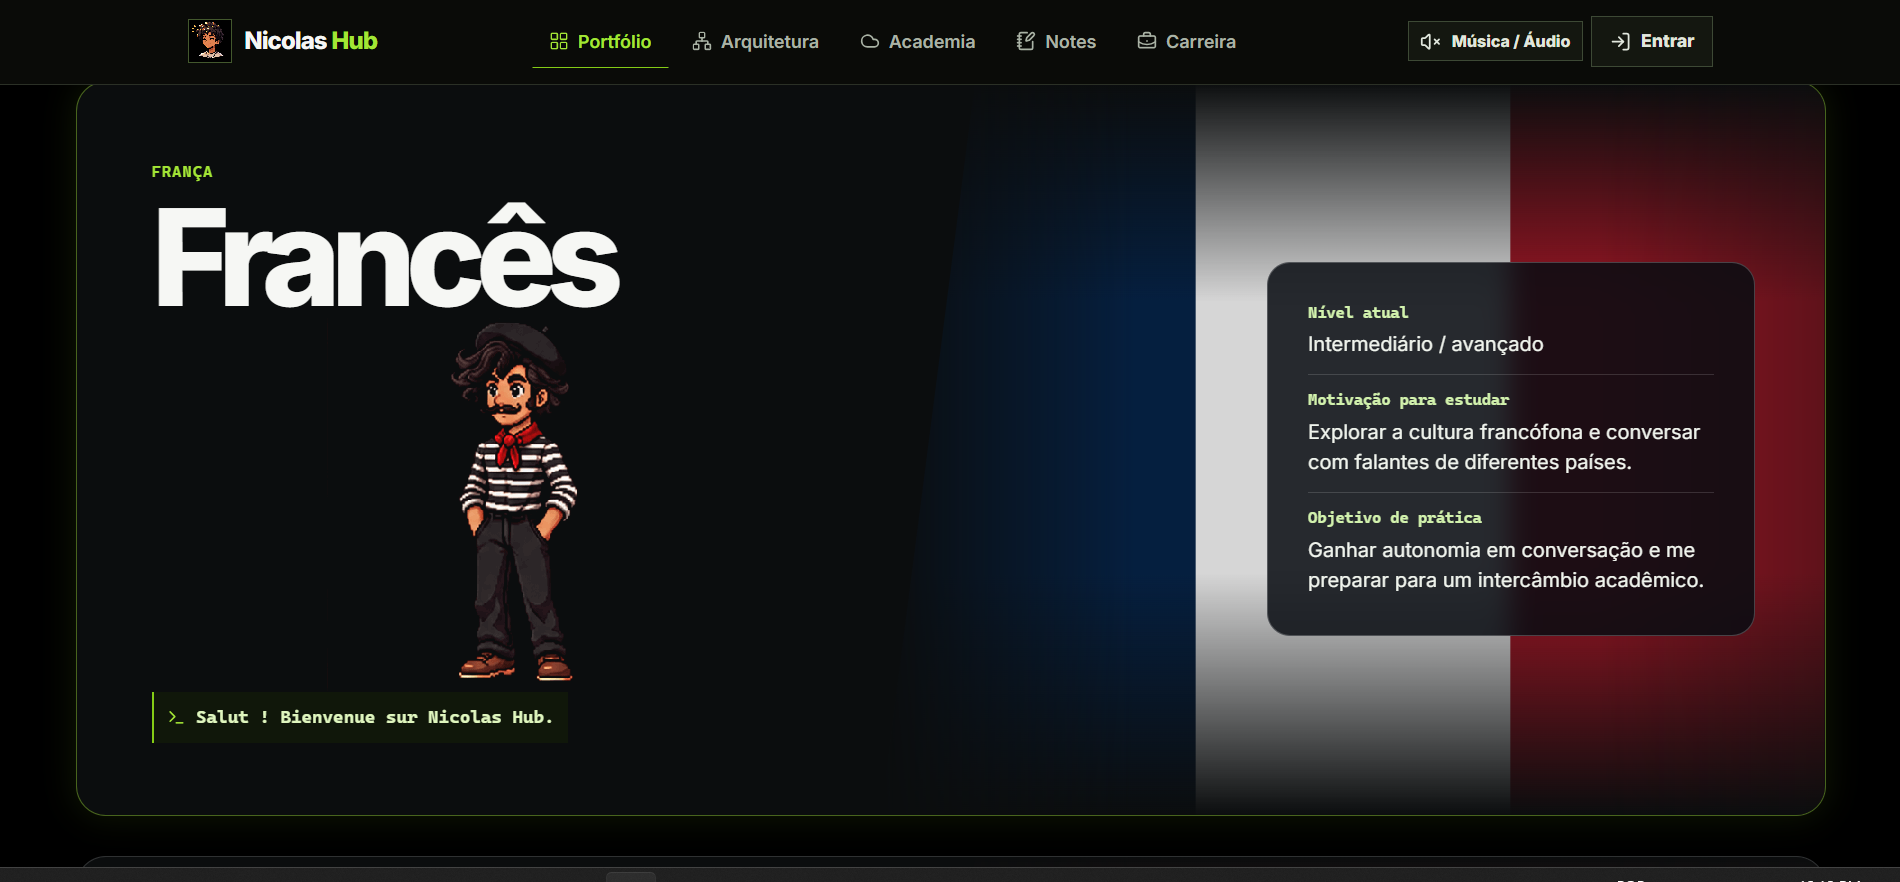 Nicolas Hub
Portfólio
Arquitetura
Academia
Notes
Carreira
Música / Áudio
Entrar
FRANÇA
Francês
Salut ! Bienvenue sur Nicolas Hub.
Nível atual
Intermediário / avançado
Motivação para estudar
Explorar a cultura francófona e conversar
com falantes de diferentes países.
Objetivo de prática
Ganhar autonomia em conversação e me
preparar para um intercâmbio acadêmico.